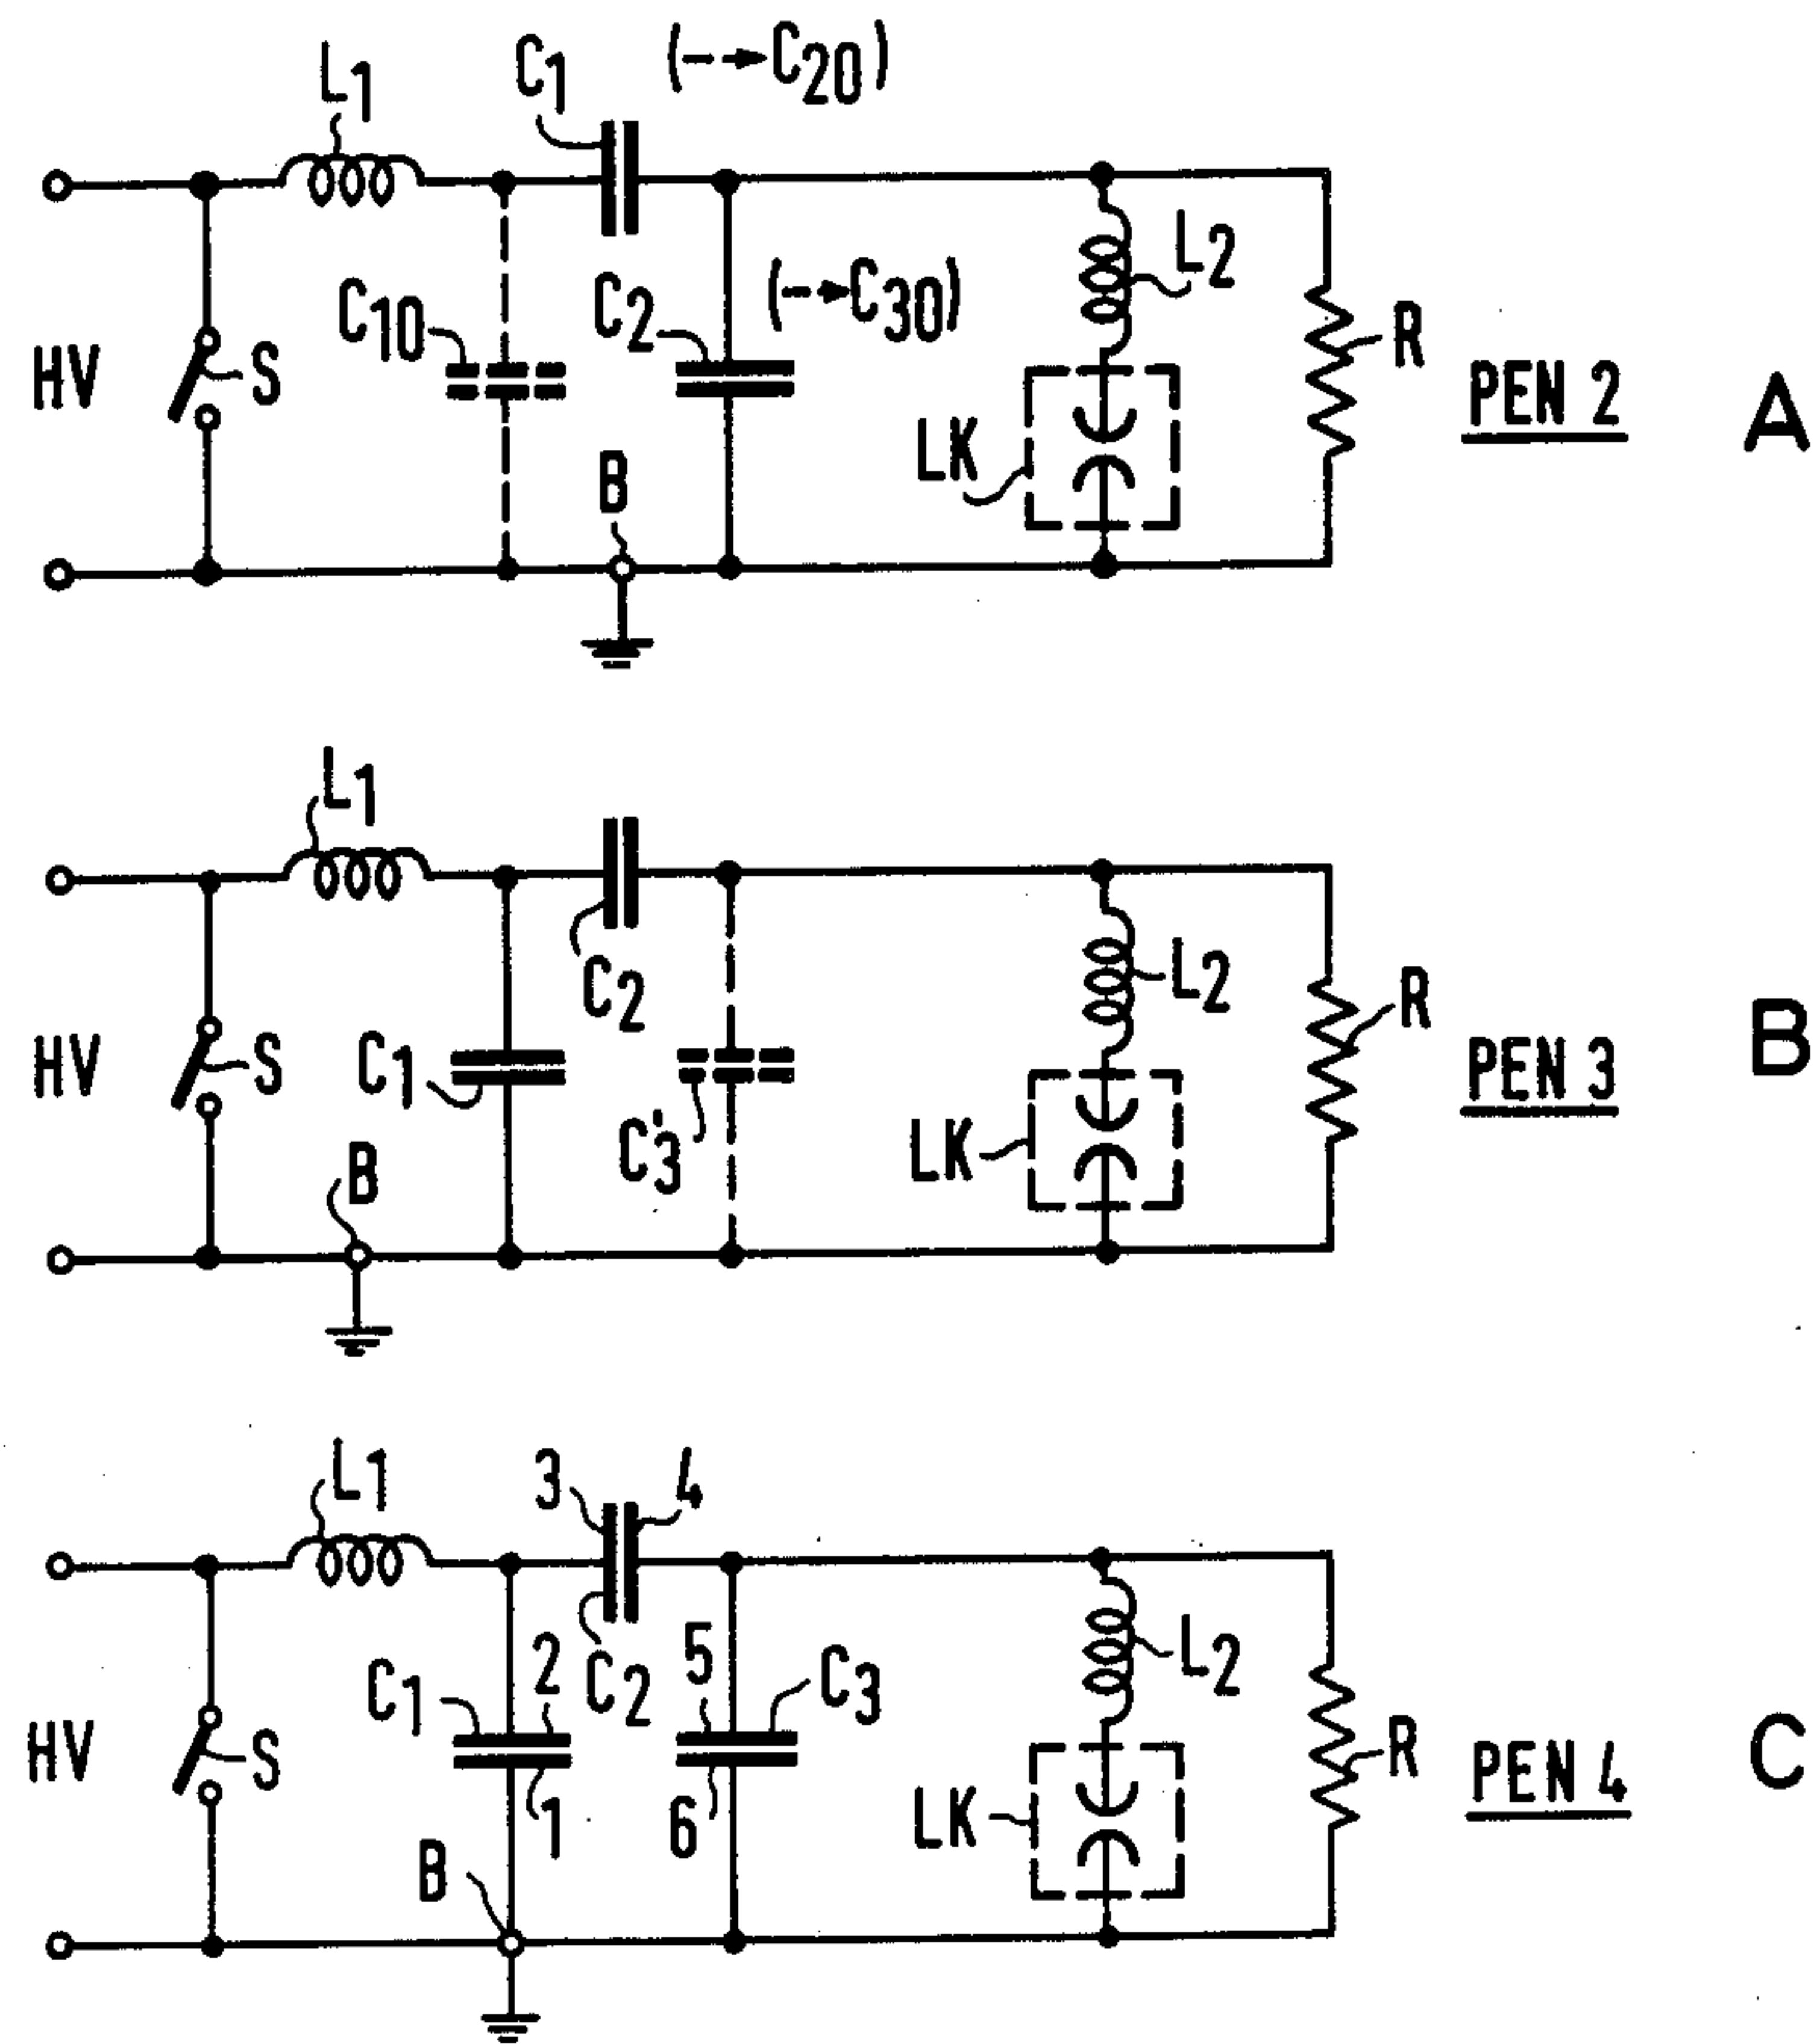 L1
C1
(--→C20)
HV
S
C10
C2
(--→C30)
L2
LK
R
B
PEN 2
A
L1
C2
HV
S
C1
C'3
L2
LK
R
B
PEN 3
B
L1
3
4
HV
S
C1
2
1
C2
5
6
C3
L2
LK
R
B
PEN 4
C